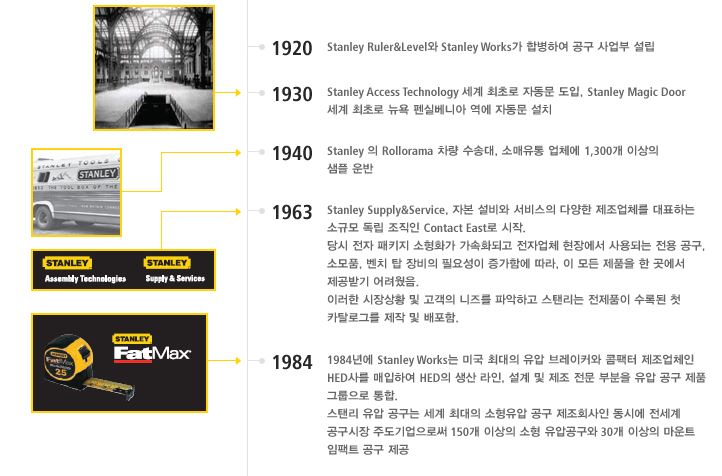 1920
Stanley Ruler&Level와 Stanley Works가 합병하여 공구 사업부 설립
1930
Stanley Access Technology 세계 최초로 자동문 도입, Stanley Magic Door
세계 최초로 뉴욕 펜실베니아 역에 자동문 설치
STANLEY TOOLS
STANLEY
THE TOOL BOX OF THE
1940
Stanley 의 Rollorama 차량 수송대, 소매유통 업체에 1,300개 이상의
샘플 운반
1963
Stanley Supply&Service, 자본 설비와 서비스의 다양한 제조업체를 대표하는
소규모 독립 조직인 Contact East로 시작.
당시 전자 패키지 소형화가 가속화되고 전자업체 현장에서 사용되는 전용 공구,
소모품, 벤치 탑 장비의 필요성이 증가함에 따라, 이 모든 제품을 한 곳에서
제공받기 어려웠음.
이러한 시장상황 및 고객의 니즈를 파악하고 스탠리는 전제품이 수록된 첫
카탈로그를 제작 및 배포함.
STANLEY
Assembly Technologies
STANLEY
Supply & Services
STANLEY
FatMax
STANLEY
FatMax
25
1984
1984년에 Stanley Works는 미국 최대의 유압 브레이커와 콤팩터 제조업체인
HED사를 매입하여 HED의 생산 라인, 설계 및 제조 전문 부분을 유압 공구 제품
그룹으로 통합.
스탠리 유압 공구는 세계 최대의 소형유압 공구 제조회사인 동시에 전세계
공구시장 주도기업으로써 150개 이상의 소형 유압공구와 30개 이상의 마운트
임팩트 공구 제공